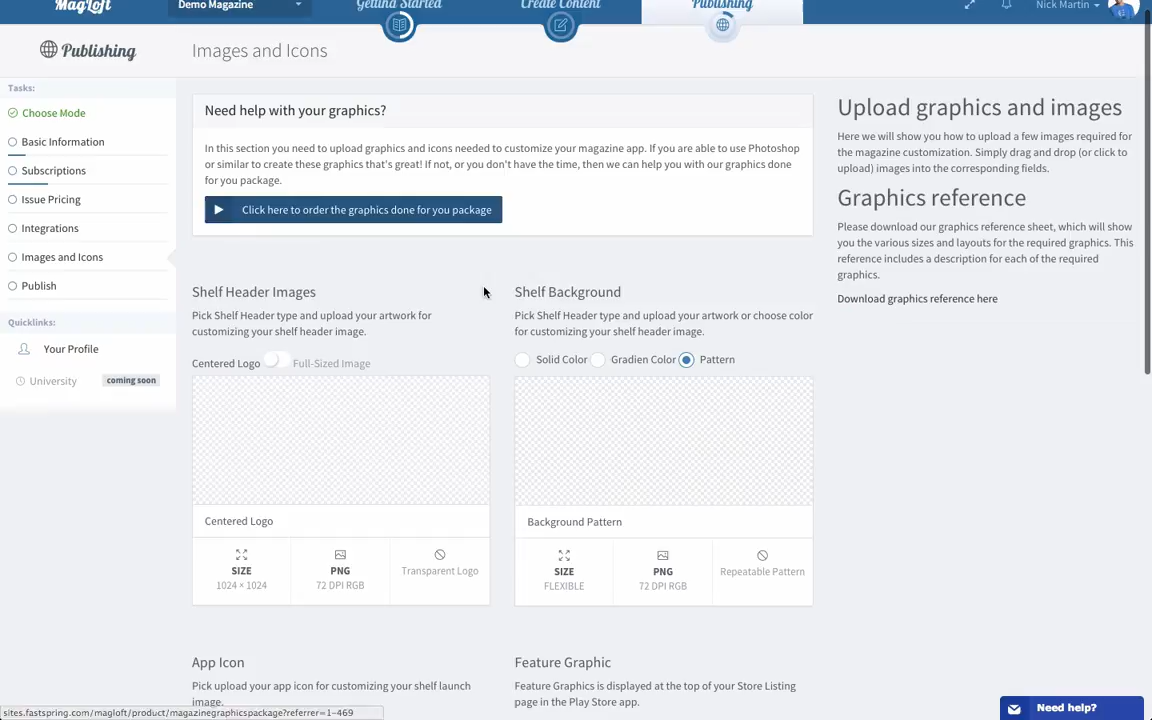 MagLoft
Demo Magazine
Getting Started
Create Content
Publishing
Nick Martin
Publishing
Images and Icons
Tasks:
Choose Mode
Basic Information
Subscriptions
Issue Pricing
Integrations
Images and Icons
Publish
Quicklinks:
Your Profile
University
coming soon
Need help with your graphics?
In this section you need to upload graphics and icons needed to customize your magazine app. If you are able to use Photoshop
or similar to create these graphics that's great! If not, or you don't have the time, then we can help you with our graphics done
for you package.
Click here to order the graphics done for you package
Shelf Header Images
Pick Shelf Header type and upload your artwork for
customizing your shelf header image.
Centered Logo
Full-Sized Image
Centered Logo
SIZE
1024 × 1024
PNG
72 DPI RGB
Transparent Logo
Shelf Background
Pick Shelf Header type and upload your artwork or choose color
for customizing your shelf header image.
Solid Color
Gradien Color
Pattern
Background Pattern
SIZE
FLEXIBLE
PNG
72 DPI RGB
Repeatable Pattern
App Icon
Pick upload your app icon for customizing your shelf launch
image.
Feature Graphic
Feature Graphics is displayed at the top of your Store Listing
page in the Play Store app.
Upload graphics and images
Here we will show you how to upload a few images required for
the magazine customization. Simply drag and drop (or click to
upload) images into the corresponding fields.
Graphics reference
Please download our graphics reference sheet, which will show
you the various sizes and layouts for the required graphics. This
reference includes a description for each of the required
graphics.
Download graphics reference here
sites.fastspring.com/magloft/product/magazinegraphicspackage?referrer=1-469
Need help?